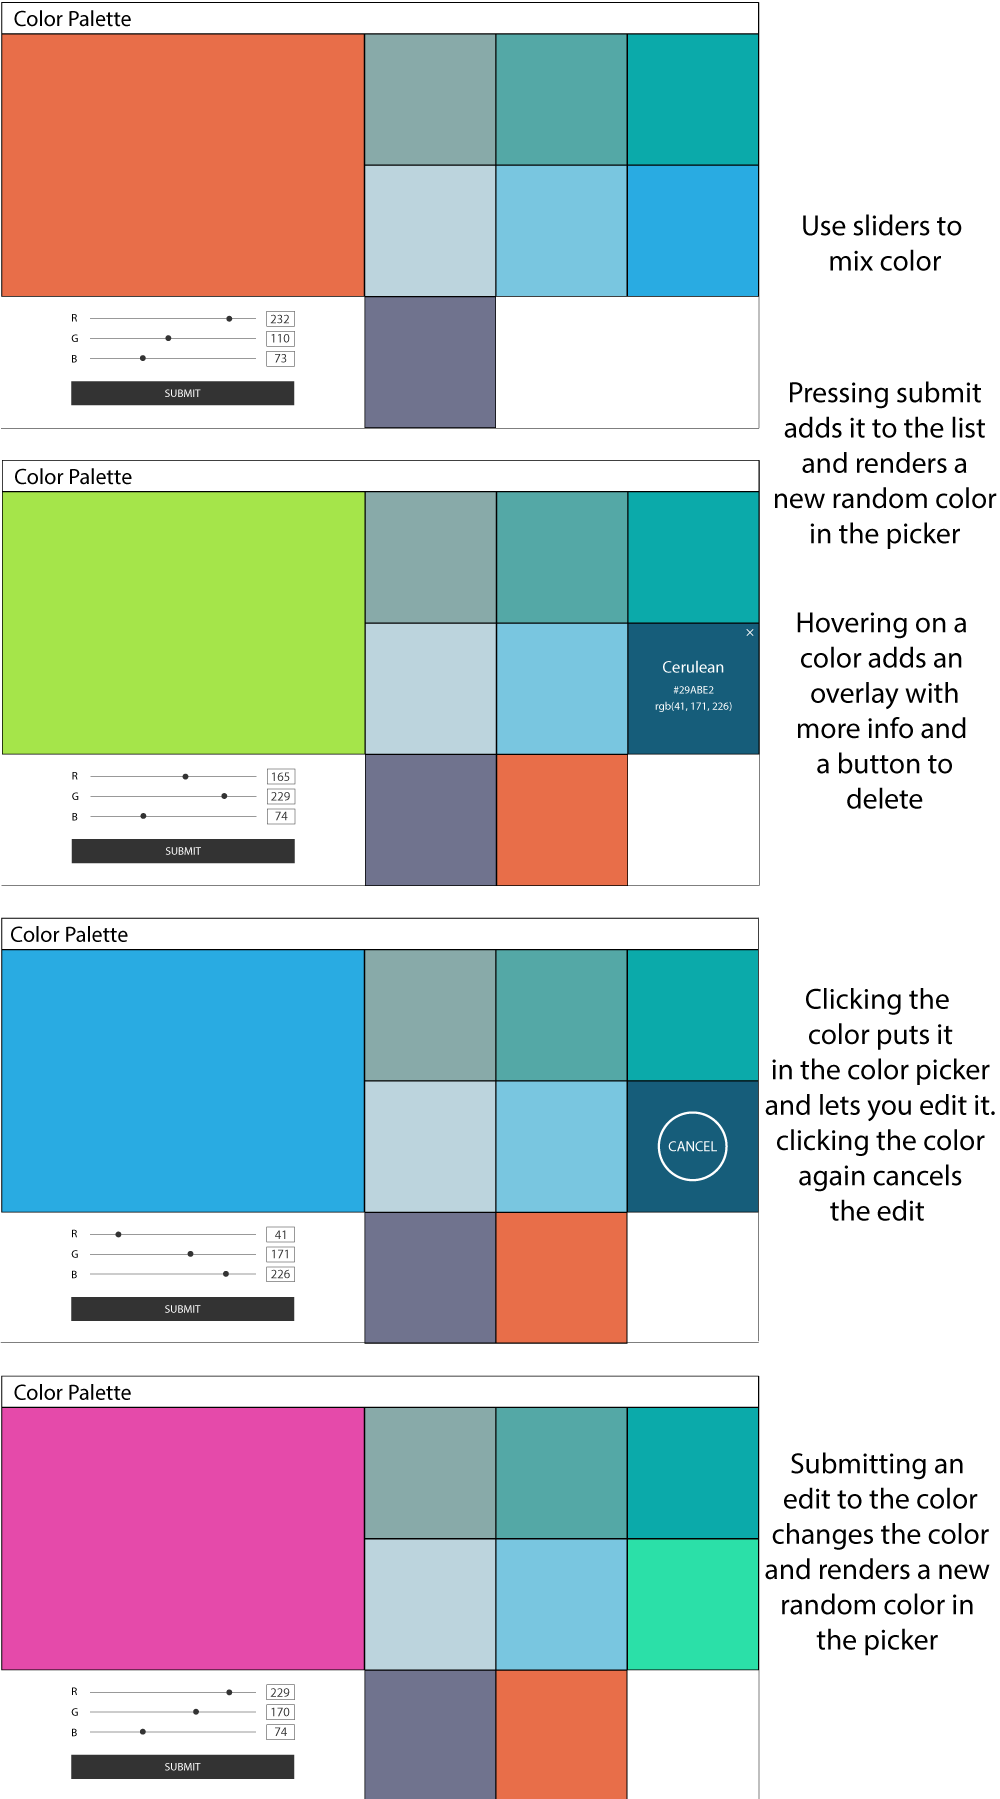 Color Palette
Use sliders to
mix color
R 232
G 110
B 73
SUBMIT
Pressing submit
adds it to the list
and renders a
new random color
in the picker
Color Palette
Hovering on a
color adds an
overlay with
more info and
a button to
delete
×
Cerulean
#29ABE2
rgb(41, 171, 226)
R 165
G 229
B 74
SUBMIT
Color Palette
Clicking the
color puts it
in the color picker
and lets you edit it.
clicking the color
again cancels
the edit
CANCEL
R 41
G 171
B 226
SUBMIT
Color Palette
Submitting an
edit to the color
changes the color
and renders a new
random color in
the picker
R 229
G 170
B 74
SUBMIT